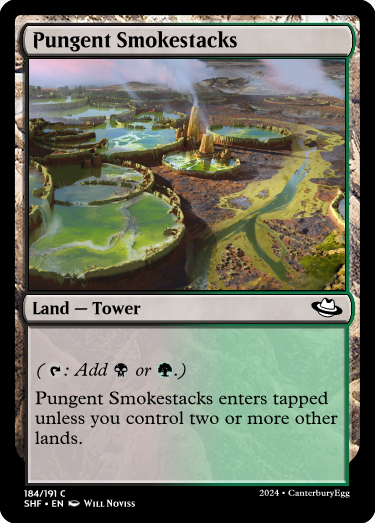 Pungent Smokestacks
Land — Tower
( : Add  or .)
Pungent Smokestacks enters tapped
unless you control two or more other
lands.
184/191 C
SHF • EN Will Noviss
2024 • CanterburyEgg